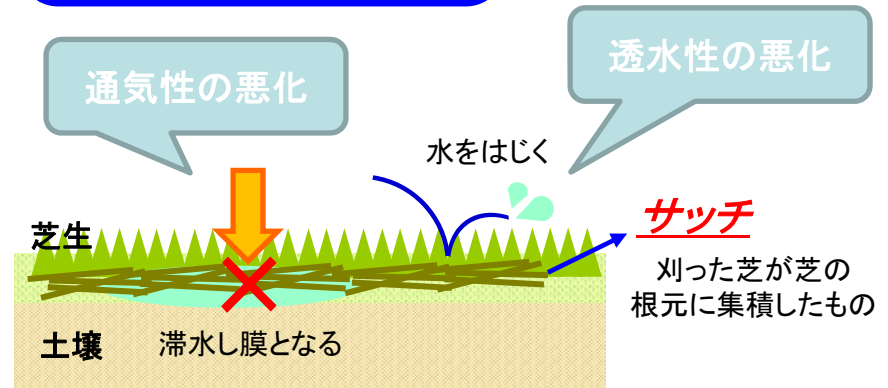 通気性の悪化
透水性の悪化
水をはじく
芝生
サッチ
刈った芝が芝の
根元に集積したもの
土壌
滞水し膜となる